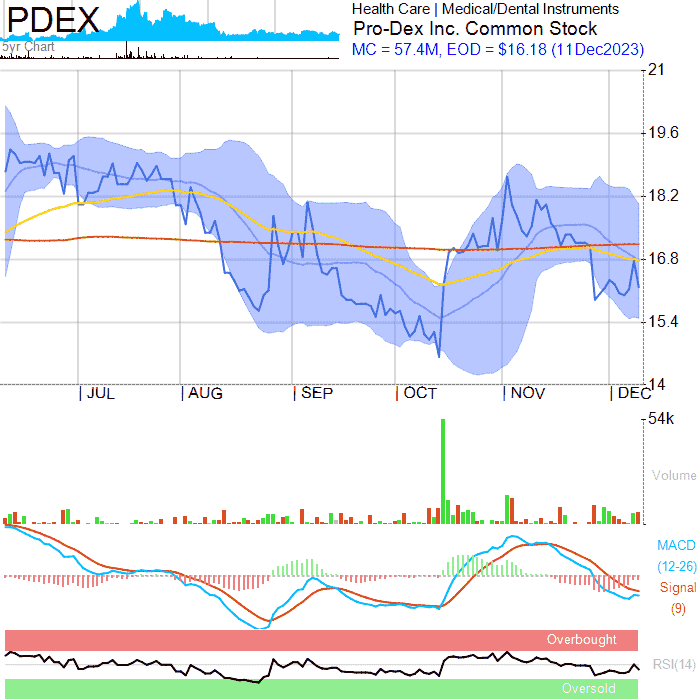 PDEX
5yr Chart
Health Care | Medical/Dental Instruments
Pro-Dex Inc. Common Stock
MC = 57.4M, EOD = $16.18 (11Dec2023)
21
19.6
18.2
16.8
15.4
14
JUL AUG SEP OCT NOV DEC
54k
Volume
MACD
(12-26)
Signal
(9)
Overbought
RSI(14)
Oversold